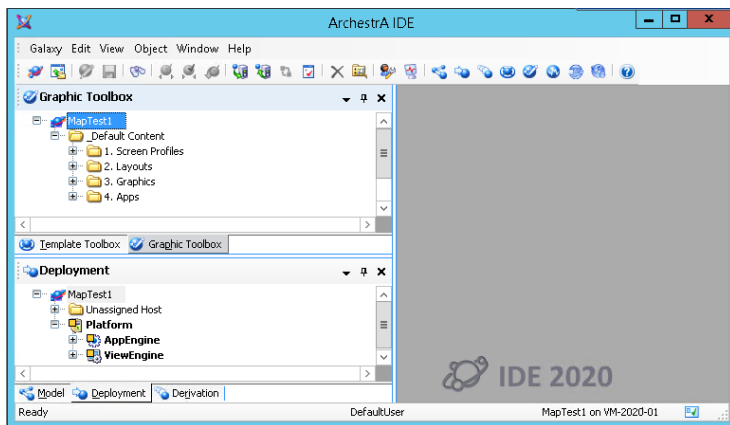 ArchestrA IDE
Galaxy Edit View Object Window Help
Graphic Toolbox
MapTest1
_Default Content
1. Screen Profiles
2. Layouts
3. Graphics
4. Apps
Template Toolbox Graphic Toolbox
Deployment
MapTest1
Unassigned Host
Platform
AppEngine
ViewEngine
IDE 2020
Model Deployment Derivation
Ready DefaultUser MapTest1 on VM-2020-01